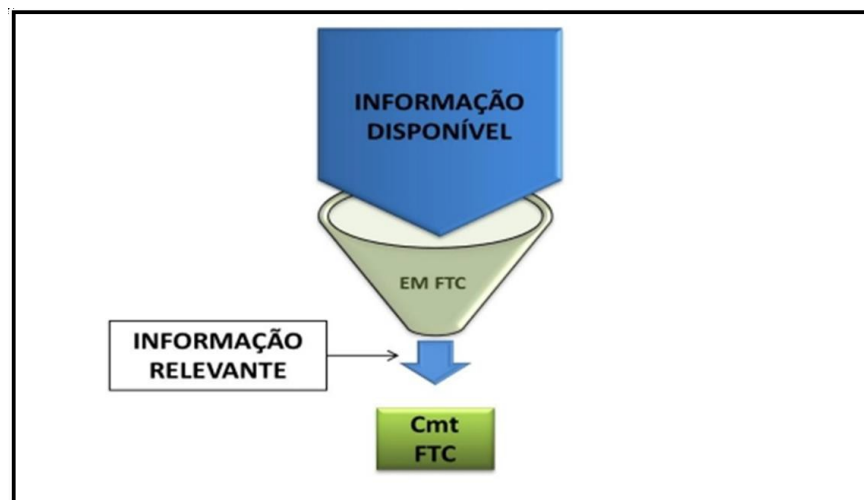 INFORMAÇÃO
DISPONÍVEL
EM FTC
INFORMAÇÃO
RELEVANTE
Cmt
FTC